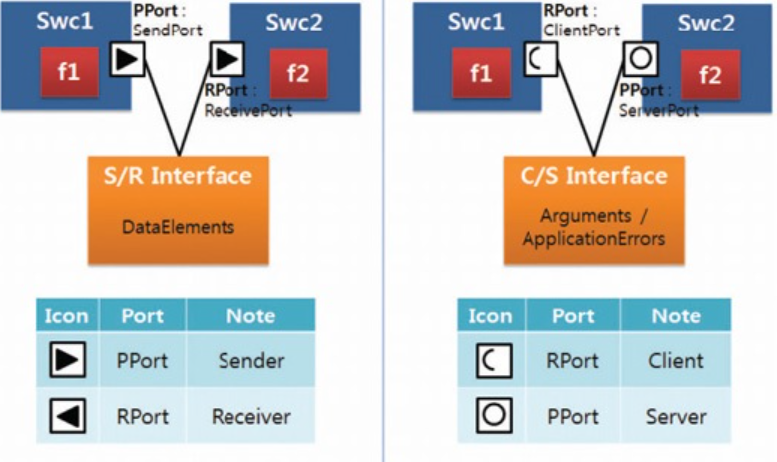 Swc1
PPort :
SendPort
Swc2
f1
f2
RPort :
ReceivePort
S/R Interface
DataElements
Icon Port Note
PPort Sender
RPort Receiver
Swc1
RPort :
ClientPort
Swc2
f1
f2
PPort :
ServerPort
C/S Interface
Arguments /
ApplicationErrors
Icon Port Note
RPort Client
PPort Server